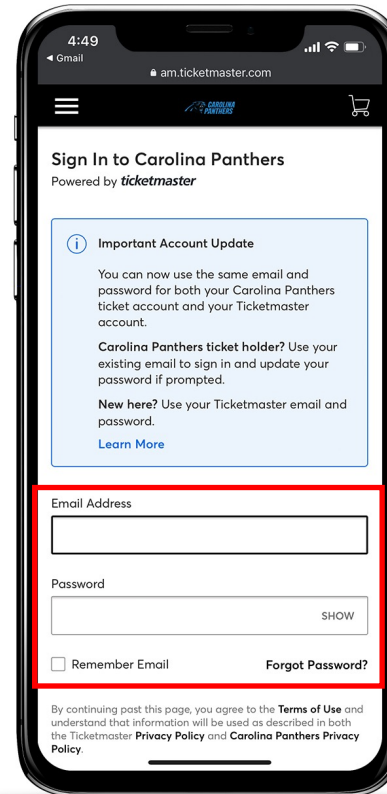 4:49
◀ Gmail
am.ticketmaster.com
CAROLINA
PANTHERS
Sign In to Carolina Panthers
Powered by ticketmaster
Important Account Update
You can now use the same email and
password for both your Carolina Panthers
ticket account and your Ticketmaster
account.
Carolina Panthers ticket holder? Use your
existing email to sign in and update your
password if prompted.
New here? Use your Ticketmaster email and
password.
Learn More
Email Address
Password
SHOW
Remember Email Forgot Password?
By continuing past this page, you agree to the Terms of Use and
understand that information will be used as described in both
the Ticketmaster Privacy Policy and Carolina Panthers Privacy
Policy.